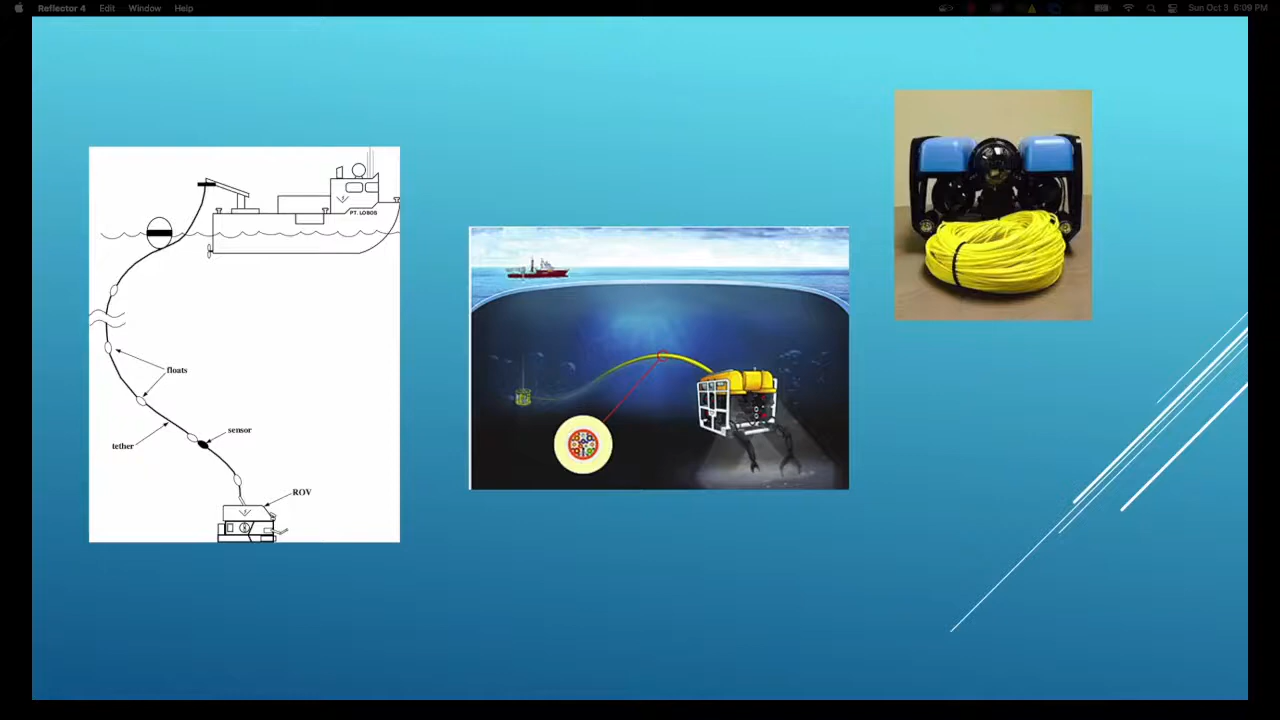 Reflector 4 Edit Window Help
Sun Oct 3 6:09 PM
PT. LOBOS
floats
sensor
tether
ROV